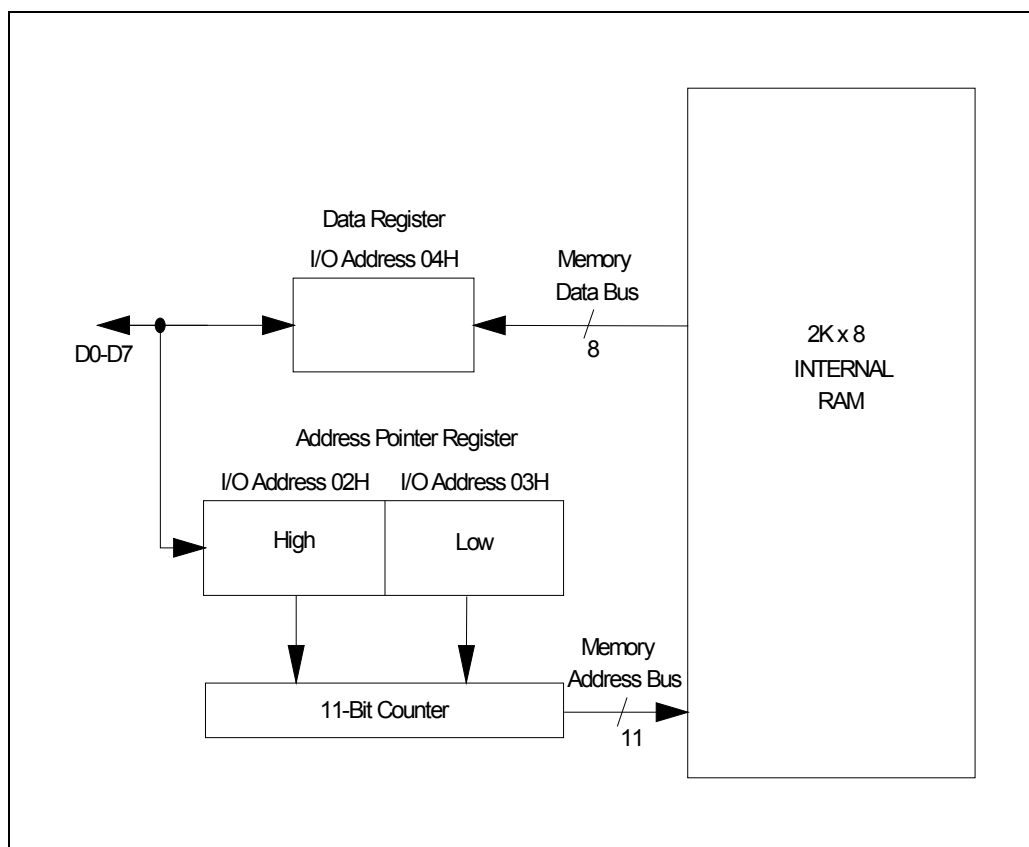 Data Register
I/O Address 04H
Memory
Data Bus
8
D0-D7
2K x 8
INTERNAL
RAM
Address Pointer Register
I/O Address 02H
I/O Address 03H
High
Low
11-Bit Counter
Memory
Address Bus
11